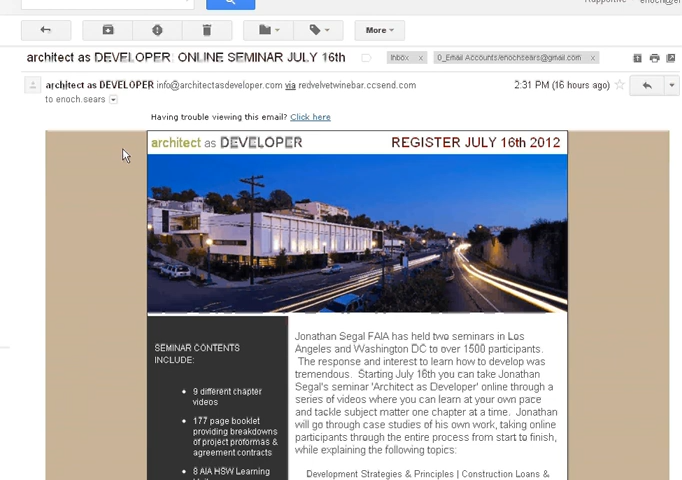 More
architect as DEVELOPER: ONLINE SEMINAR JULY 16th
Inbox x
0_Email Accounts/enochsears@gmail.com x
architect as DEVELOPER info@architectasdeveloper.com via redvelvetwinebar.ccsend.com
2:31 PM (16 hours ago)
to enoch.sears
Having trouble viewing this email? Click here
architect as DEVELOPER
REGISTER JULY 16th 2012
SEMINAR CONTENTS
INCLUDE:
• 9 different chapter
videos
• 177 page booklet
providing breakdowns
of project proformas &
agreement contracts
• 8 AIA HSW Learning
Jonathan Segal FAIA has held two seminars in Los
Angeles and Washington DC to over 1500 participants.
The response and interest to learn how to develop was
tremendous. Starting July 16th you can take Jonathan
Segal's seminar 'Architect as Developer' online through a
series of videos where you can learn at your own pace
and tackle subject matter one chapter at a time. Jonathan
will go through case studies of his own work, taking online
participants through the entire process from start to finish,
while explaining the following topics:
Development Strategies & Principles | Construction Loans &